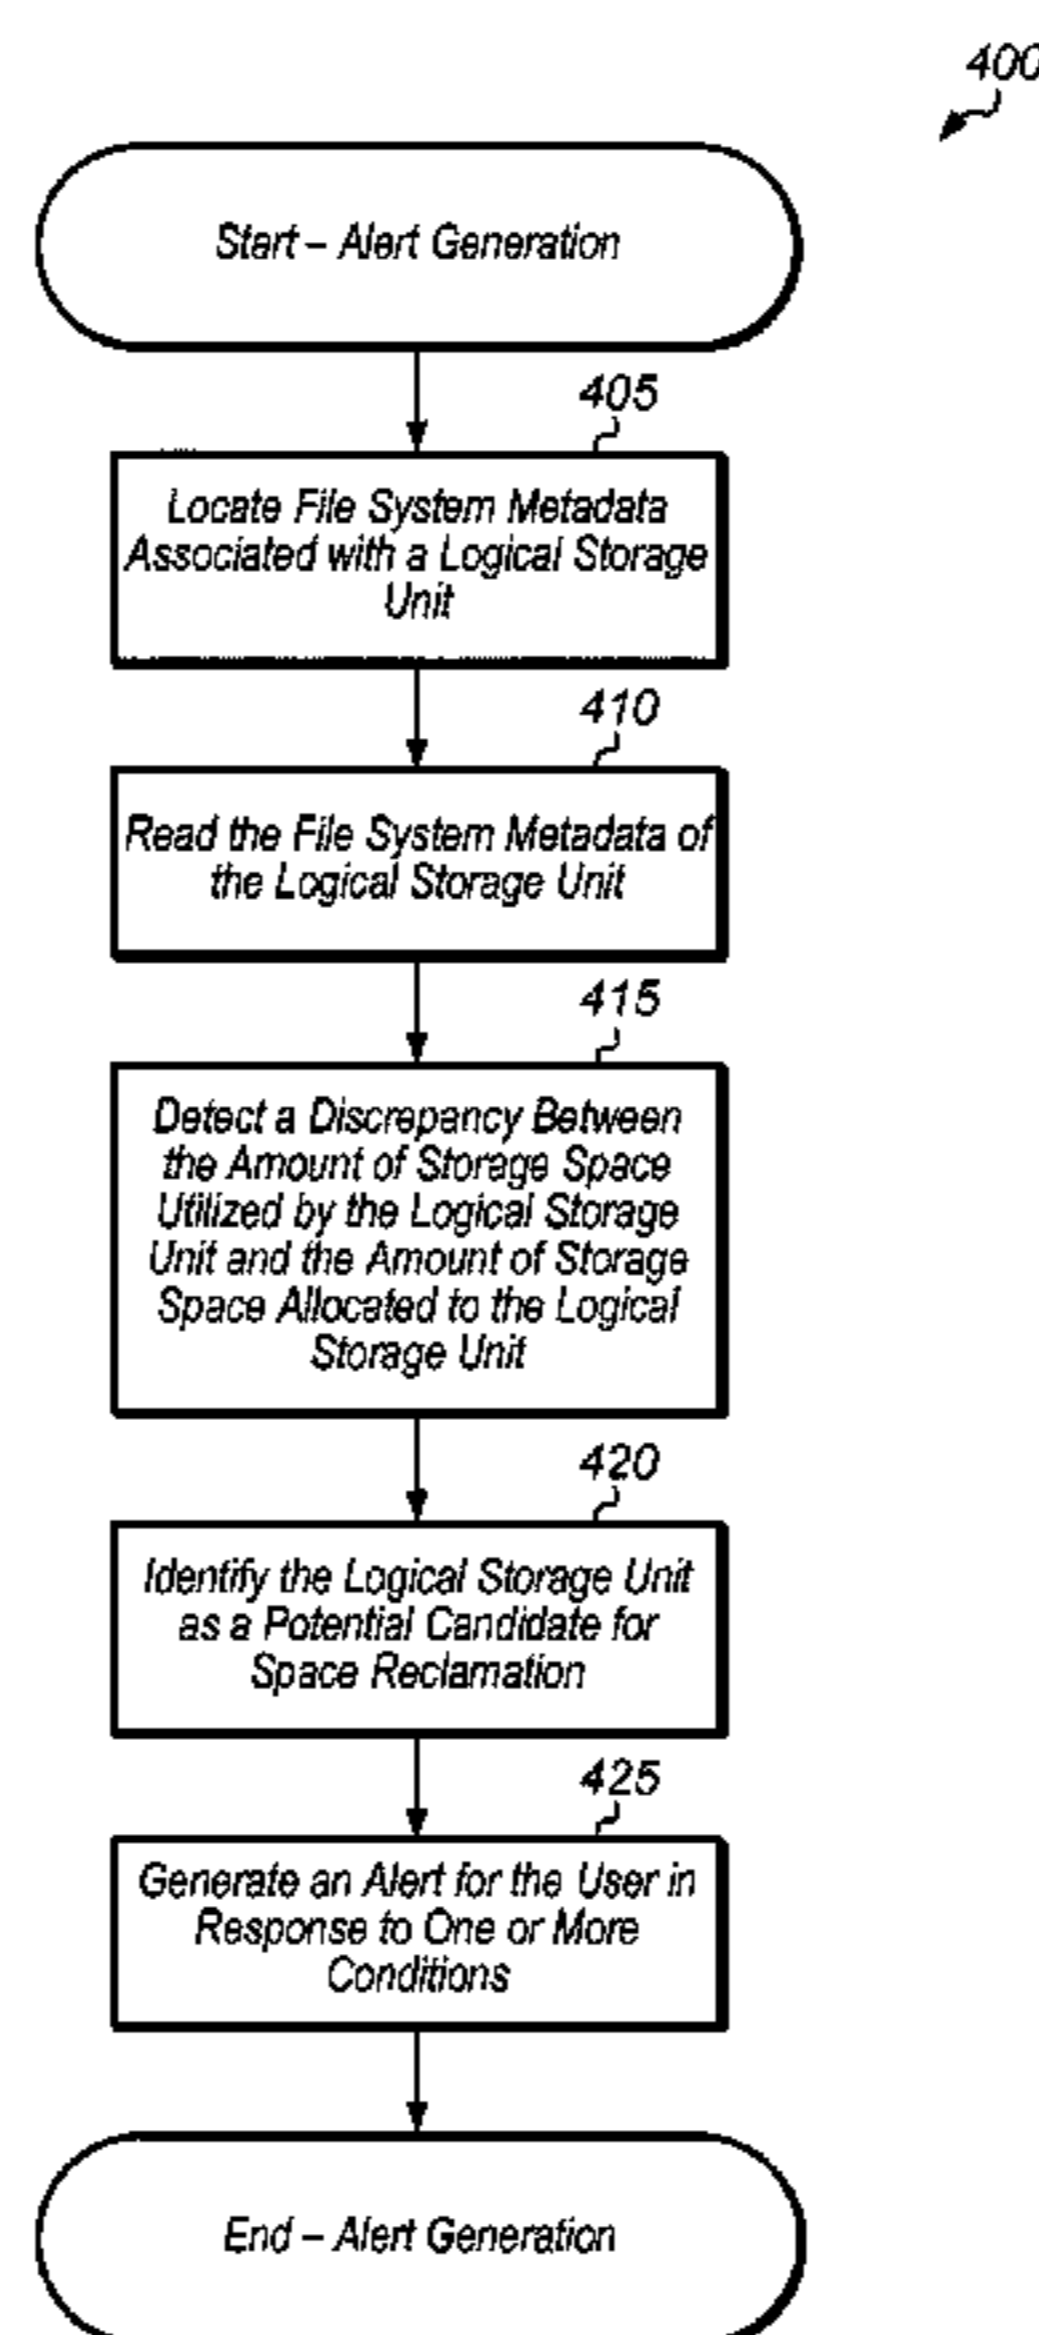 400
Start – Alert Generation
405
Locate File System Metadata
Associated with a Logical Storage
Unit
410
Read the File System Metadata of
the Logical Storage Unit
415
Detect a Discrepancy Between
the Amount of Storage Space
Utilized by the Logical Storage
Unit and the Amount of Storage
Space Allocated to the Logical
Storage Unit
420
Identify the Logical Storage Unit
as a Potential Candidate for
Space Reclamation
425
Generate an Alert for the User in
Response to One or More
Conditions
End – Alert Generation